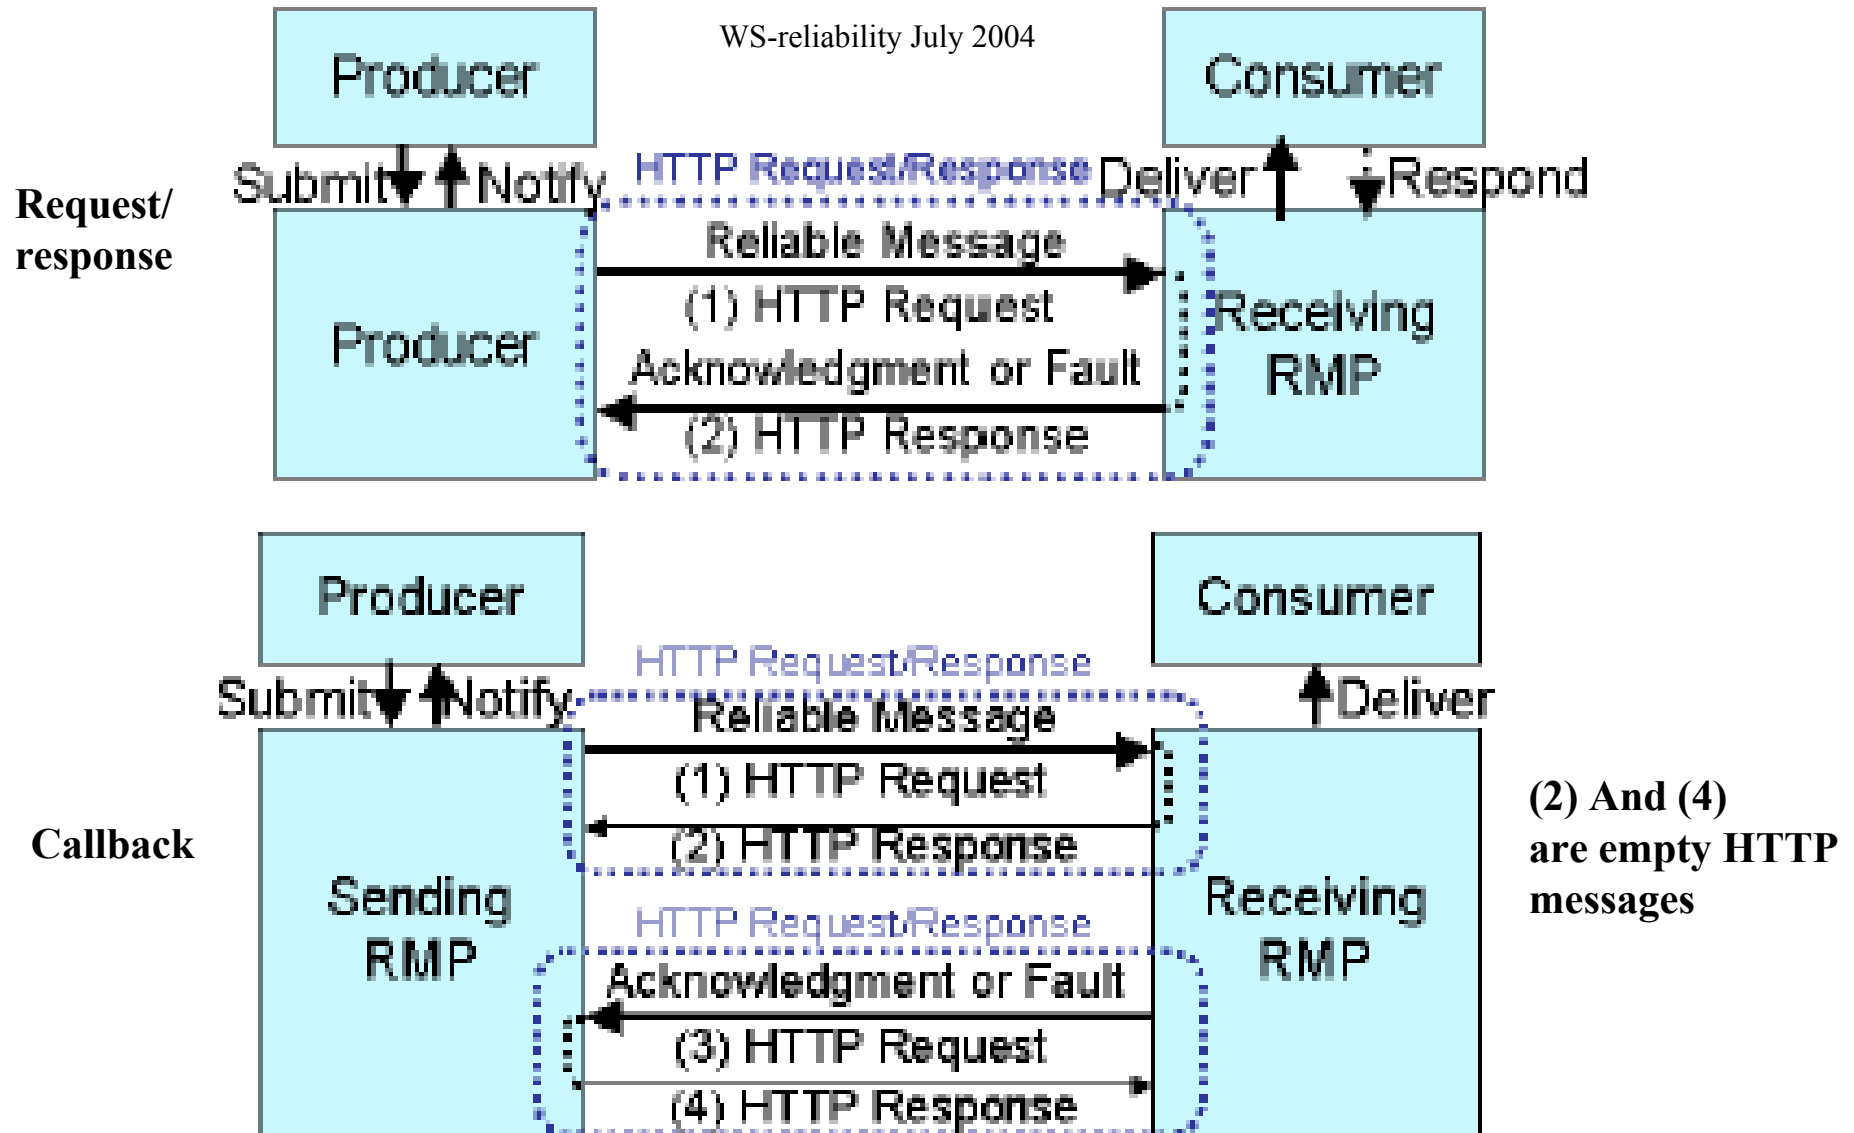 WS-reliability July 2004
Producer
Consumer
Submit
Notify
HTTP Request/Response
Deliver
Respond
Request/
response
Reliable Message
(1) HTTP Request
Producer
Receiving
RMP
Acknowledgment or Fault
(2) HTTP Response
Producer
Consumer
HTTP Request/Response
Submit
Notify
Deliver
Reliable Message
(1) HTTP Request
(2) HTTP Response
Callback
(2) And (4)
are empty HTTP
messages
Sending
RMP
HTTP Request/Response
Receiving
RMP
Acknowledgment or Fault
(3) HTTP Request
(4) HTTP Response